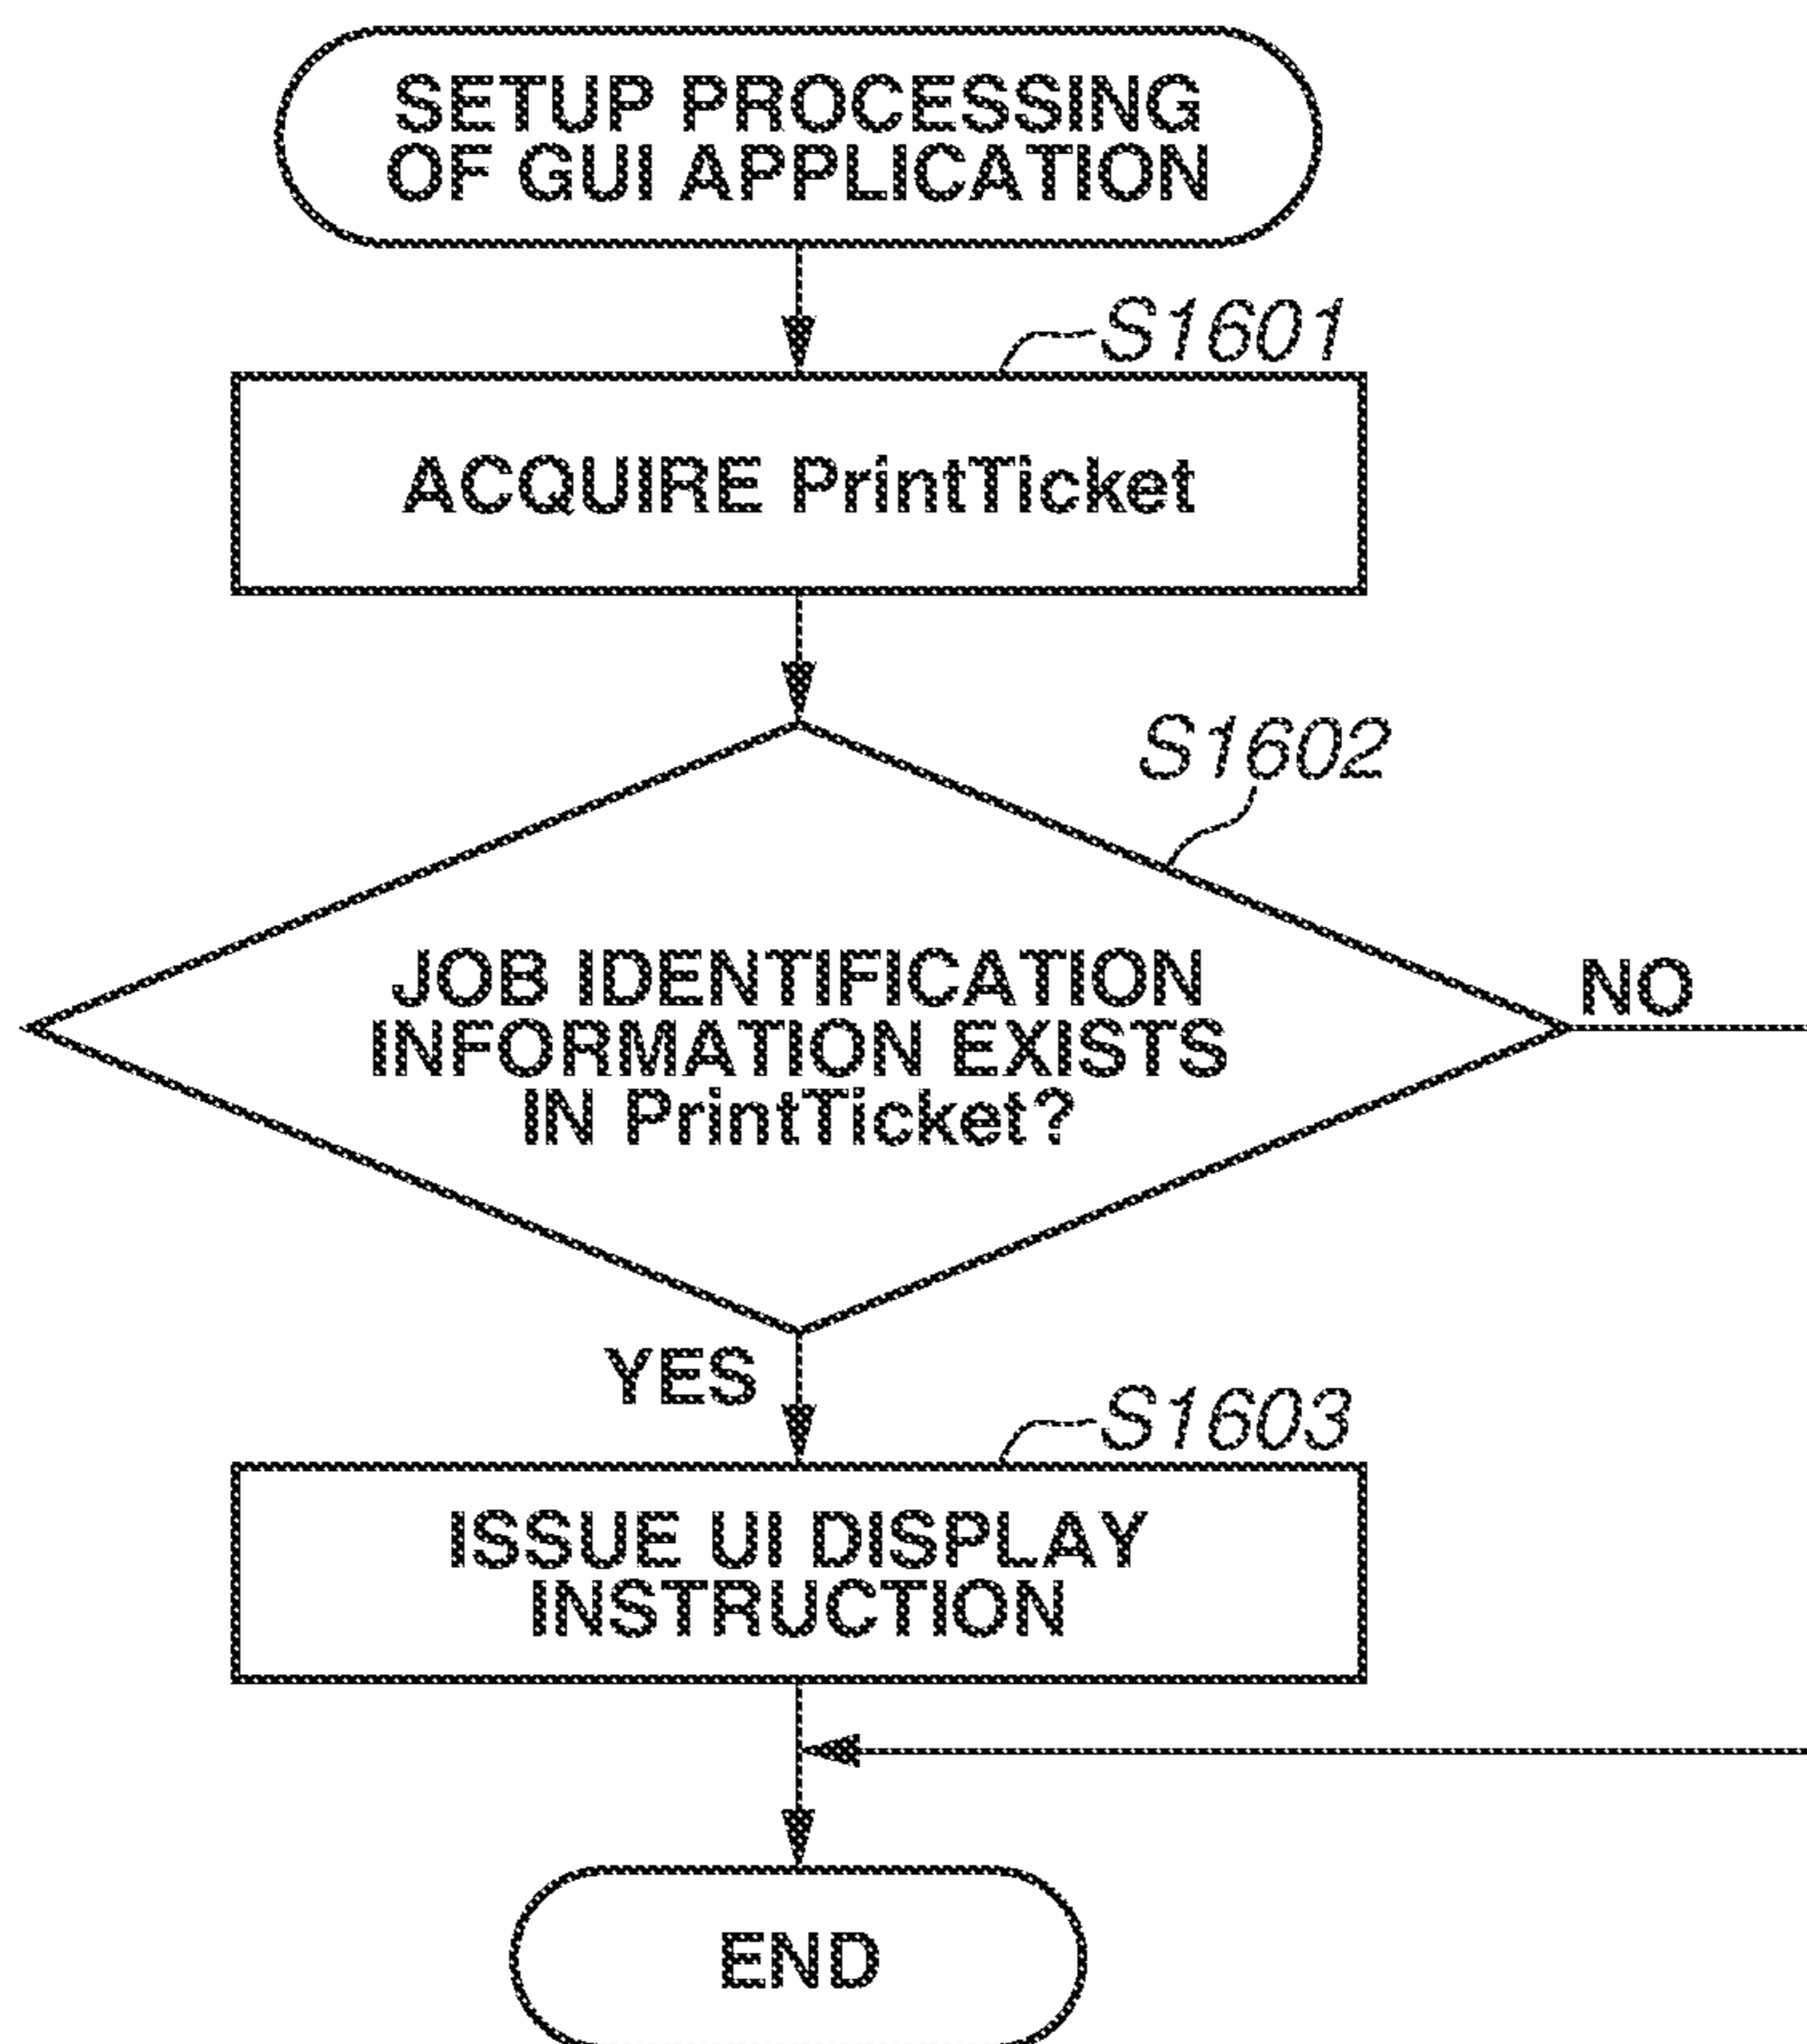 SETUP PROCESSING
OF GUI APPLICATION
S1601
ACQUIRE PrintTicket
S1602
JOB IDENTIFICATION
INFORMATION EXISTS
IN PrintTicket?
NO
YES
S1603
ISSUE UI DISPLAY
INSTRUCTION
END